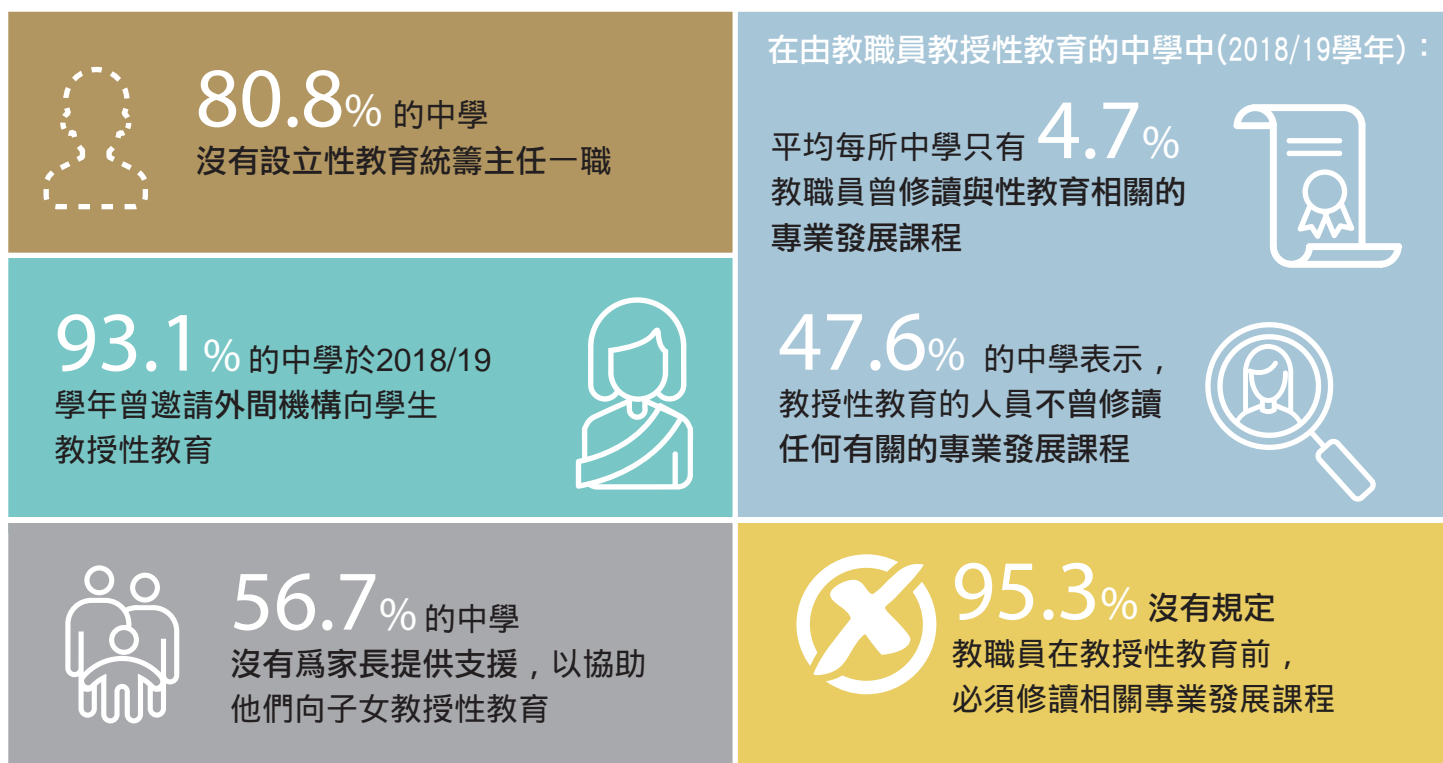 80.8% 的中學
沒有設立性教育統籌主任一職
93.1% 的中學於2018/19
學年曾邀請外間機構向學生
教授性教育
56.7% 的中學
沒有爲家長提供支援，以協助
他們向子女教授性教育
在由教職員教授性教育的中學中(2018/19學年)：
平均每所中學只有 4.7%
教職員曾修讀與性教育相關的
專業發展課程
47.6% 的中學表示，
教授性教育的人員不曾修讀
任何有關的專業發展課程
95.3% 沒有規定
教職員在教授性教育前，
必須修讀相關專業發展課程